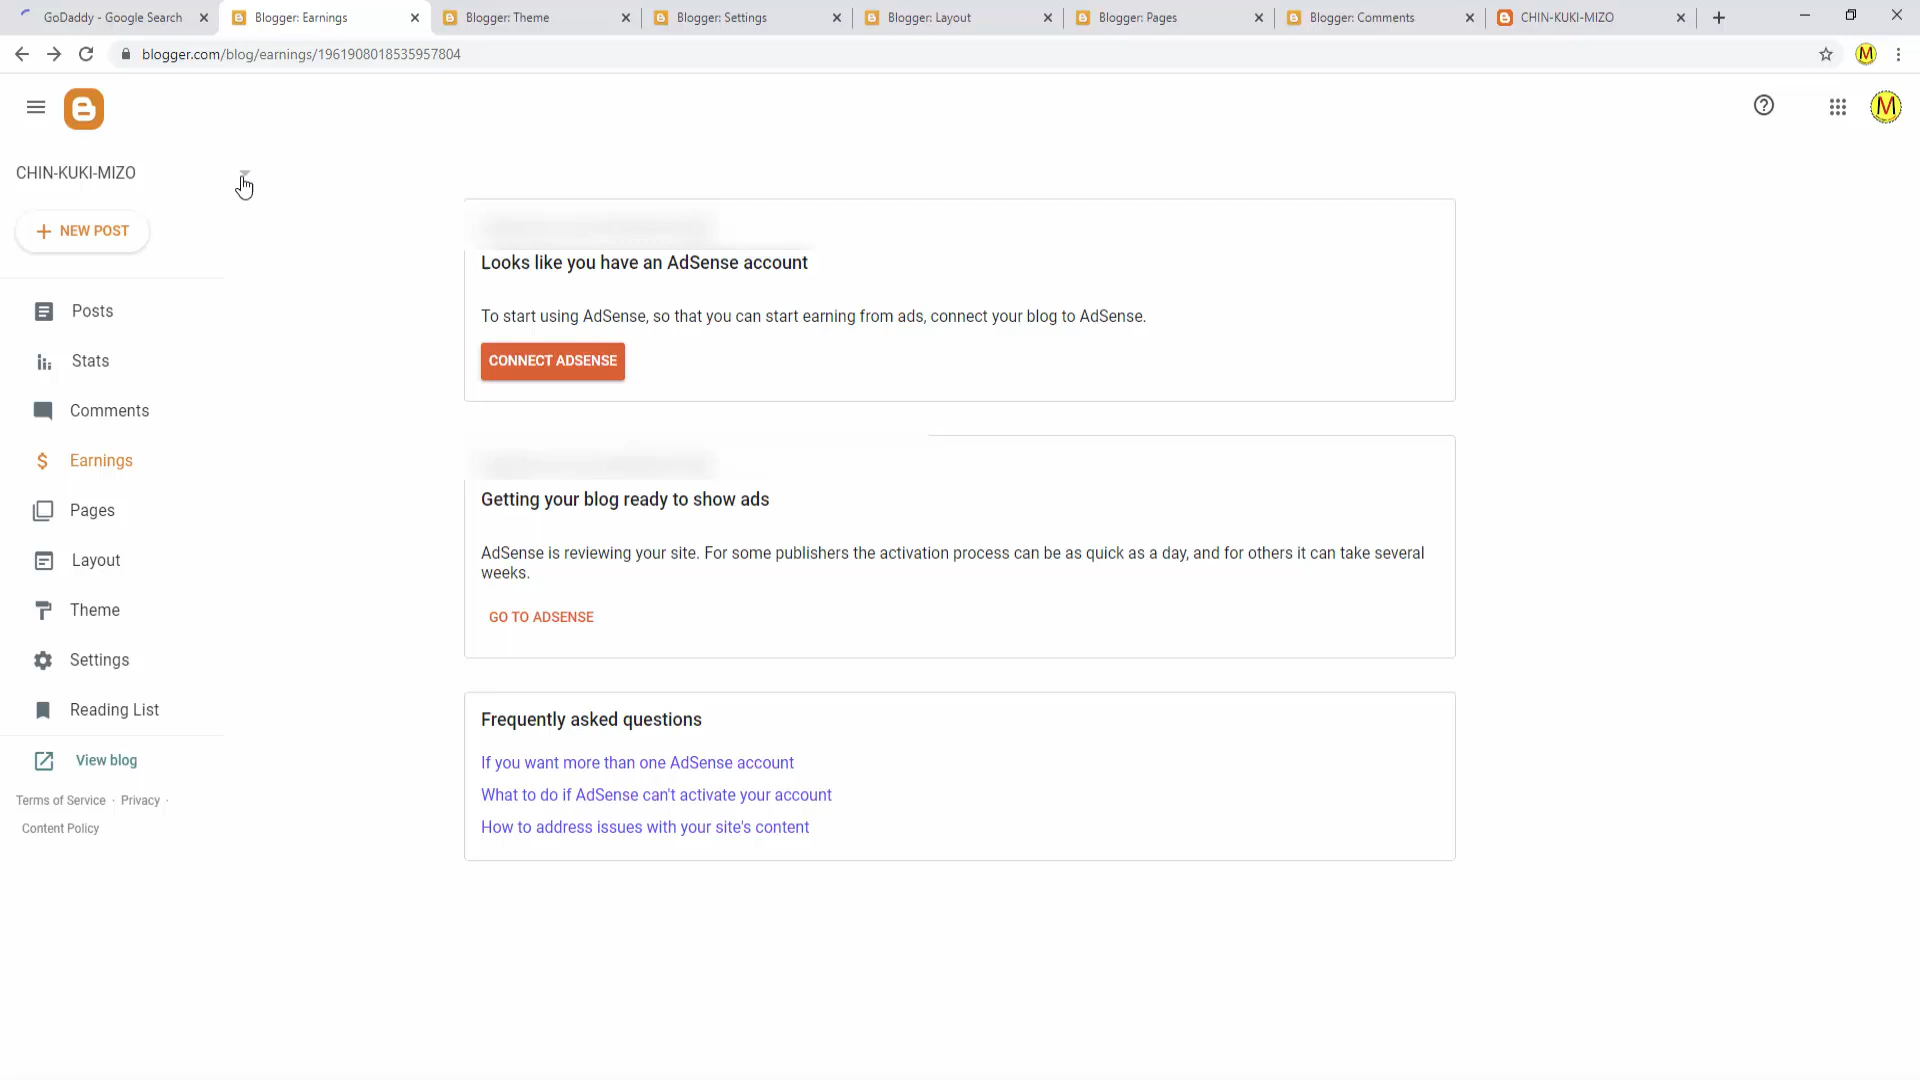 GoDaddy - Google Search
Blogger: Earnings
Blogger: Theme
Blogger: Settings
Blogger: Layout
Blogger: Pages
Blogger: Comments
CHIN-KUKI-MIZO
blogger.com/blog/earnings/1961908018535957804
M
M
CHIN-KUKI-MIZO
NEW POST
Posts
Stats
Comments
Earnings
Pages
Layout
Theme
Settings
Reading List
View blog
Terms of Service · Privacy ·
Content Policy
Looks like you have an AdSense account
To start using AdSense, so that you can start earning from ads, connect your blog to AdSense.
CONNECT ADSENSE
Getting your blog ready to show ads
AdSense is reviewing your site. For some publishers the activation process can be as quick as a day, and for others it can take several
weeks.
GO TO ADSENSE
Frequently asked questions
If you want more than one AdSense account
What to do if AdSense can't activate your account
How to address issues with your site's content